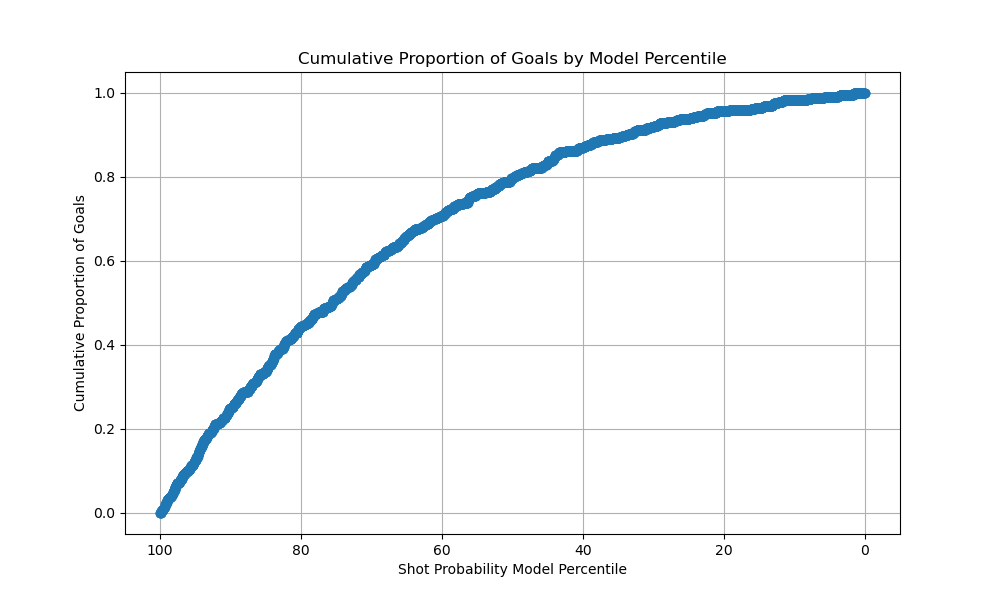 Cumulative Proportion of Goals by Model Percentile
Cumulative Proportion of Goals
1.0
0.8
0.6
0.4
0.2
0.0
100 80 60 40 20 0
Shot Probability Model Percentile